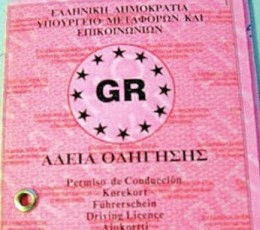 ΕΛΛΗΝΙΚΗ ΔΗΜΟΚΡΑΤΙΑ
ΥΠΟΥΡΓΕΙΟ ΜΕΤΑΦΟΡΩΝ ΚΑΙ
ΕΠΙΚΟΙΝΩΝΙΩΝ
GR
ΑΔΕΙΑ ΟΔΗΓΗΣΗΣ
Permiso de Conducción
Kørekort
Führerschein
Driving Licence
Ajokortti